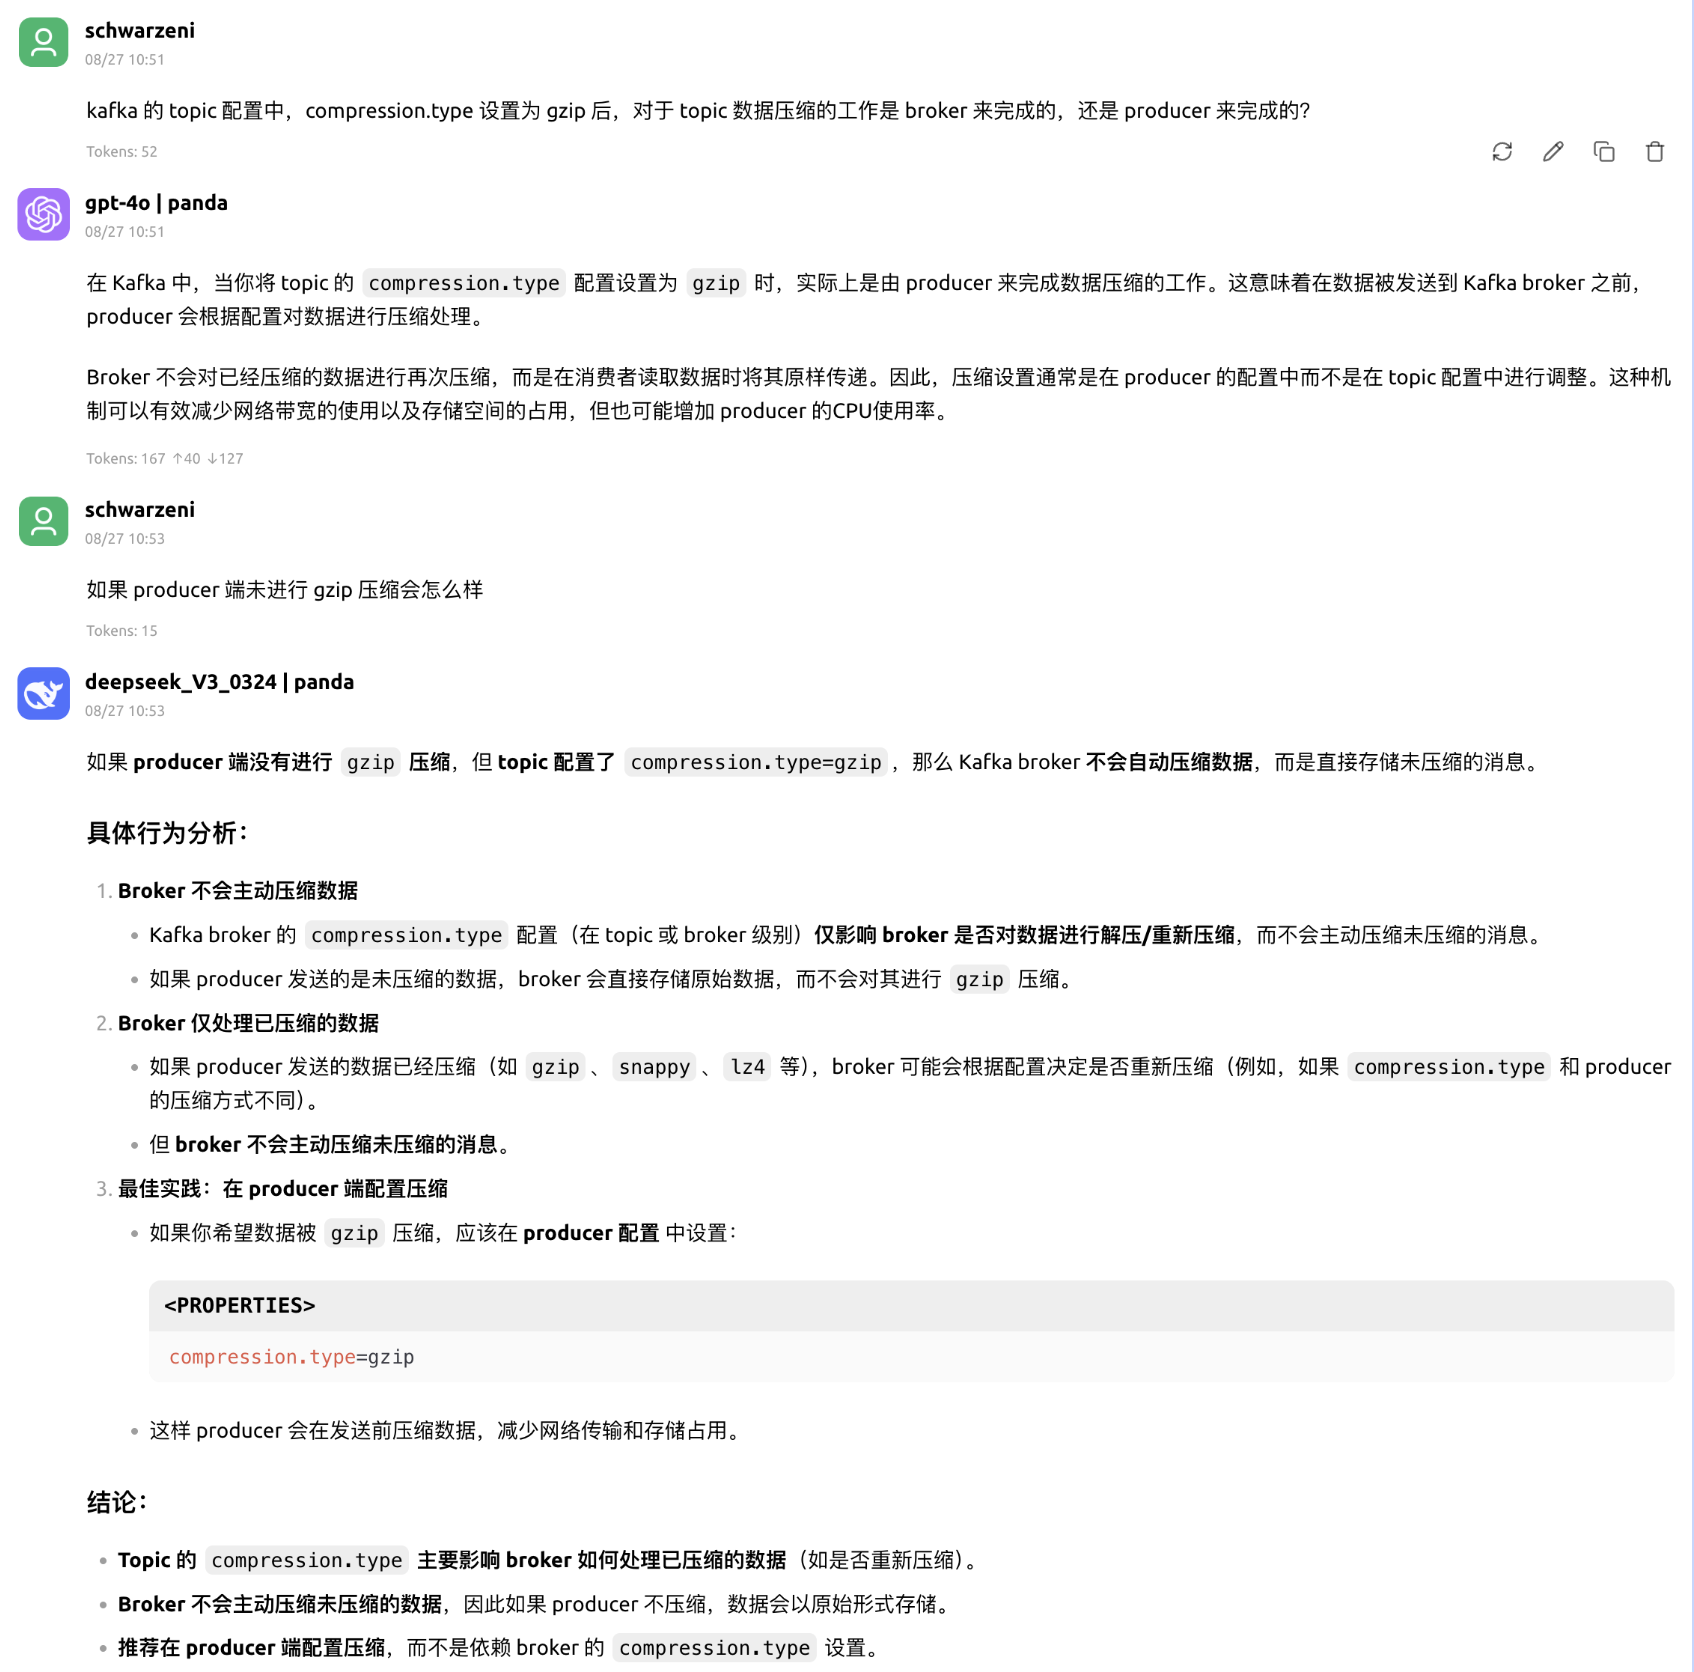 schwarzeni
08/27 10:51
kafka 的 topic 配置中，compression.type 设置为 gzip 后，对于 topic 数据压缩的工作是 broker 来完成的，还是 producer 来完成的？
Tokens: 52
gpt-4o | panda
08/27 10:51
在 Kafka 中，当你将 topic 的 compression.type 配置设置为 gzip 时，实际上是由 producer 来完成数据压缩的工作。这意味着在数据被发送到 Kafka broker 之前，
producer 会根据配置对数据进行压缩处理。
Broker 不会对已经压缩的数据进行再次压缩，而是在消费者读取数据时将其原样传递。因此，压缩设置通常是在 producer 的配置中而不是在 topic 配置中进行调整。这种机
制可以有效减少网络带宽的使用以及存储空间的占用，但也可能增加 producer 的CPU使用率。
Tokens: 167 ↑40 ↓127
schwarzeni
08/27 10:53
如果 producer 端未进行 gzip 压缩会怎么样
Tokens: 15
deepseek_V3_0324 | panda
08/27 10:53
如果 producer 端没有进行 gzip 压缩，但 topic 配置了 compression.type=gzip ，那么 Kafka broker 不会自动压缩数据，而是直接存储未压缩的消息。
具体行为分析：
1. Broker 不会主动压缩数据
• Kafka broker 的 compression.type 配置（在 topic 或 broker 级别）仅影响 broker 是否对数据进行解压/重新压缩，而不会主动压缩未压缩的消息。
• 如果 producer 发送的是未压缩的数据，broker 会直接存储原始数据，而不会对其进行 gzip 压缩。
2. Broker 仅处理已压缩的数据
• 如果 producer 发送的数据已经压缩（如 gzip 、 snappy 、 lz4 等），broker 可能会根据配置决定是否重新压缩（例如，如果 compression.type 和 producer
的压缩方式不同）。
• 但 broker 不会主动压缩未压缩的消息。
3. 最佳实践：在 producer 端配置压缩
• 如果你希望数据被 gzip 压缩，应该在 producer 配置 中设置：
<PROPERTIES>
compression.type=gzip
• 这样 producer 会在发送前压缩数据，减少网络传输和存储占用。
结论：
• Topic 的 compression.type 主要影响 broker 如何处理已压缩的数据（如是否重新压缩）。
• Broker 不会主动压缩未压缩的数据，因此如果 producer 不压缩，数据会以原始形式存储。
• 推荐在 producer 端配置压缩，而不是依赖 broker 的 compression.type 设置。